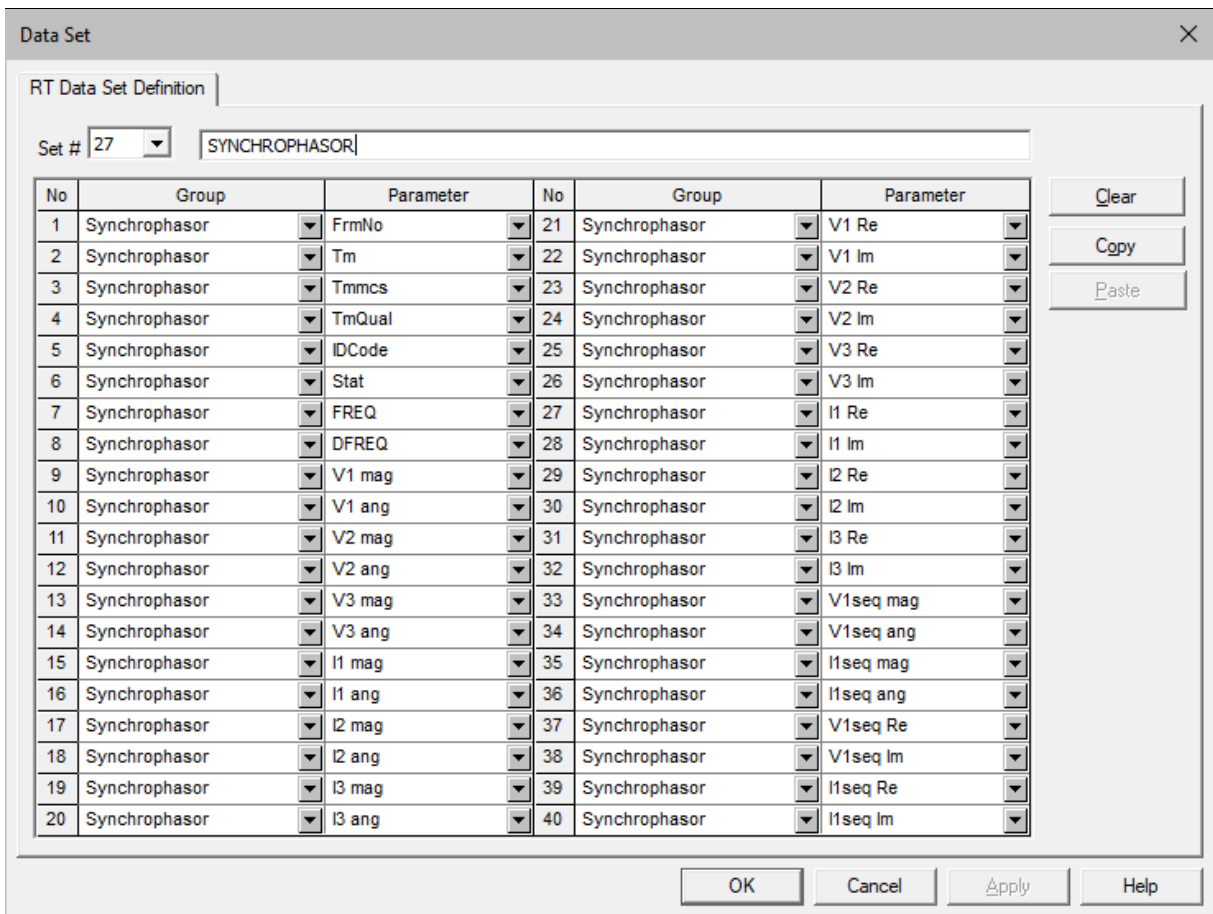 Data Set
RT Data Set Definition
Set # 27 SYNCHROPHASOR
No Group Parameter No Group Parameter
1 Synchrophasor FrmNo 21 Synchrophasor V1 Re
2 Synchrophasor Tm 22 Synchrophasor V1 Im
3 Synchrophasor Tmmcs 23 Synchrophasor V2 Re
4 Synchrophasor TmQual 24 Synchrophasor V2 Im
5 Synchrophasor IDCode 25 Synchrophasor V3 Re
6 Synchrophasor Stat 26 Synchrophasor V3 Im
7 Synchrophasor FREQ 27 Synchrophasor I1 Re
8 Synchrophasor DFREQ 28 Synchrophasor I1 Im
9 Synchrophasor V1 mag 29 Synchrophasor I2 Re
10 Synchrophasor V1 ang 30 Synchrophasor I2 Im
11 Synchrophasor V2 mag 31 Synchrophasor I3 Re
12 Synchrophasor V2 ang 32 Synchrophasor I3 Im
13 Synchrophasor V3 mag 33 Synchrophasor V1seq mag
14 Synchrophasor V3 ang 34 Synchrophasor V1seq ang
15 Synchrophasor I1 mag 35 Synchrophasor I1seq mag
16 Synchrophasor I1 ang 36 Synchrophasor I1seq ang
17 Synchrophasor I2 mag 37 Synchrophasor V1seq Re
18 Synchrophasor I2 ang 38 Synchrophasor V1seq Im
19 Synchrophasor I3 mag 39 Synchrophasor I1seq Re
20 Synchrophasor I3 ang 40 Synchrophasor I1seq Im
Clear
Copy
Paste
OK Cancel Apply Help